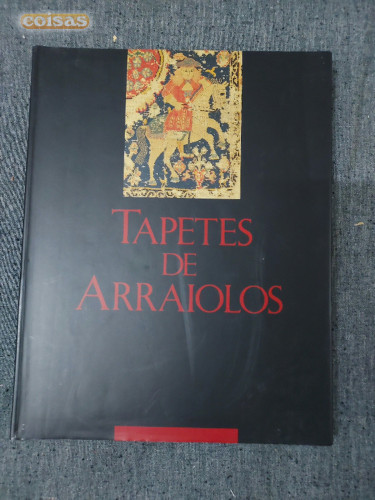 coisas
TAPETES
DE
ARRAIOLOS